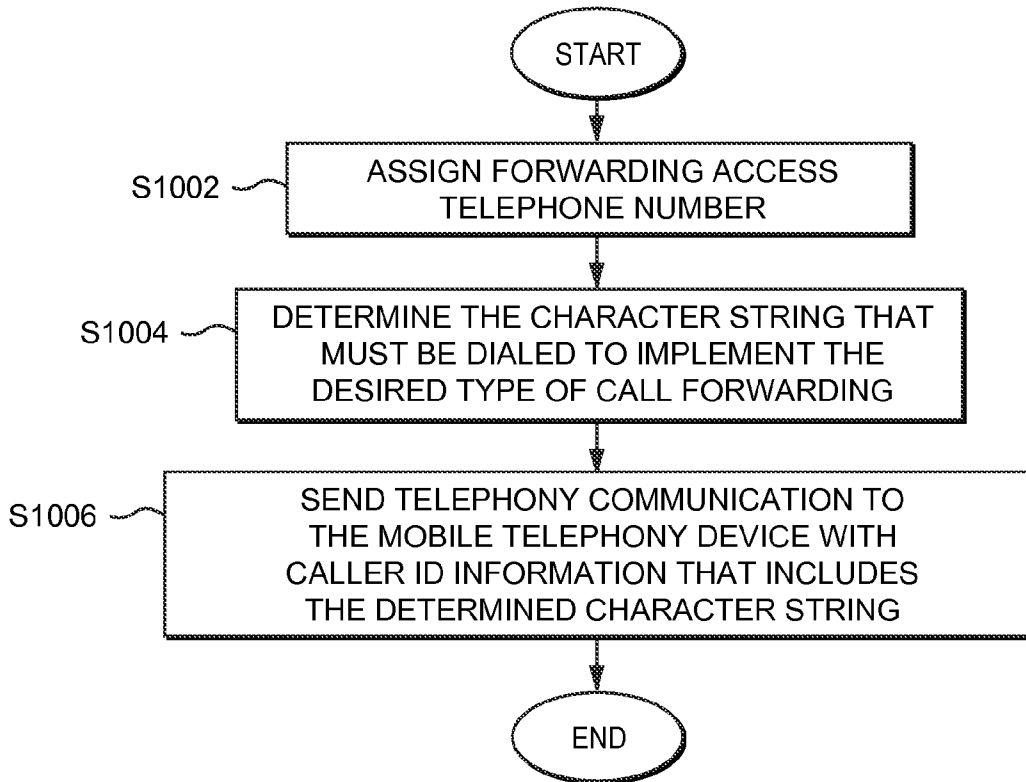 START
S1002
ASSIGN FORWARDING ACCESS
TELEPHONE NUMBER
S1004
DETERMINE THE CHARACTER STRING THAT
MUST BE DIALED TO IMPLEMENT THE
DESIRED TYPE OF CALL FORWARDING
S1006
SEND TELEPHONY COMMUNICATION TO
THE MOBILE TELEPHONY DEVICE WITH
CALLER ID INFORMATION THAT INCLUDES
THE DETERMINED CHARACTER STRING
END